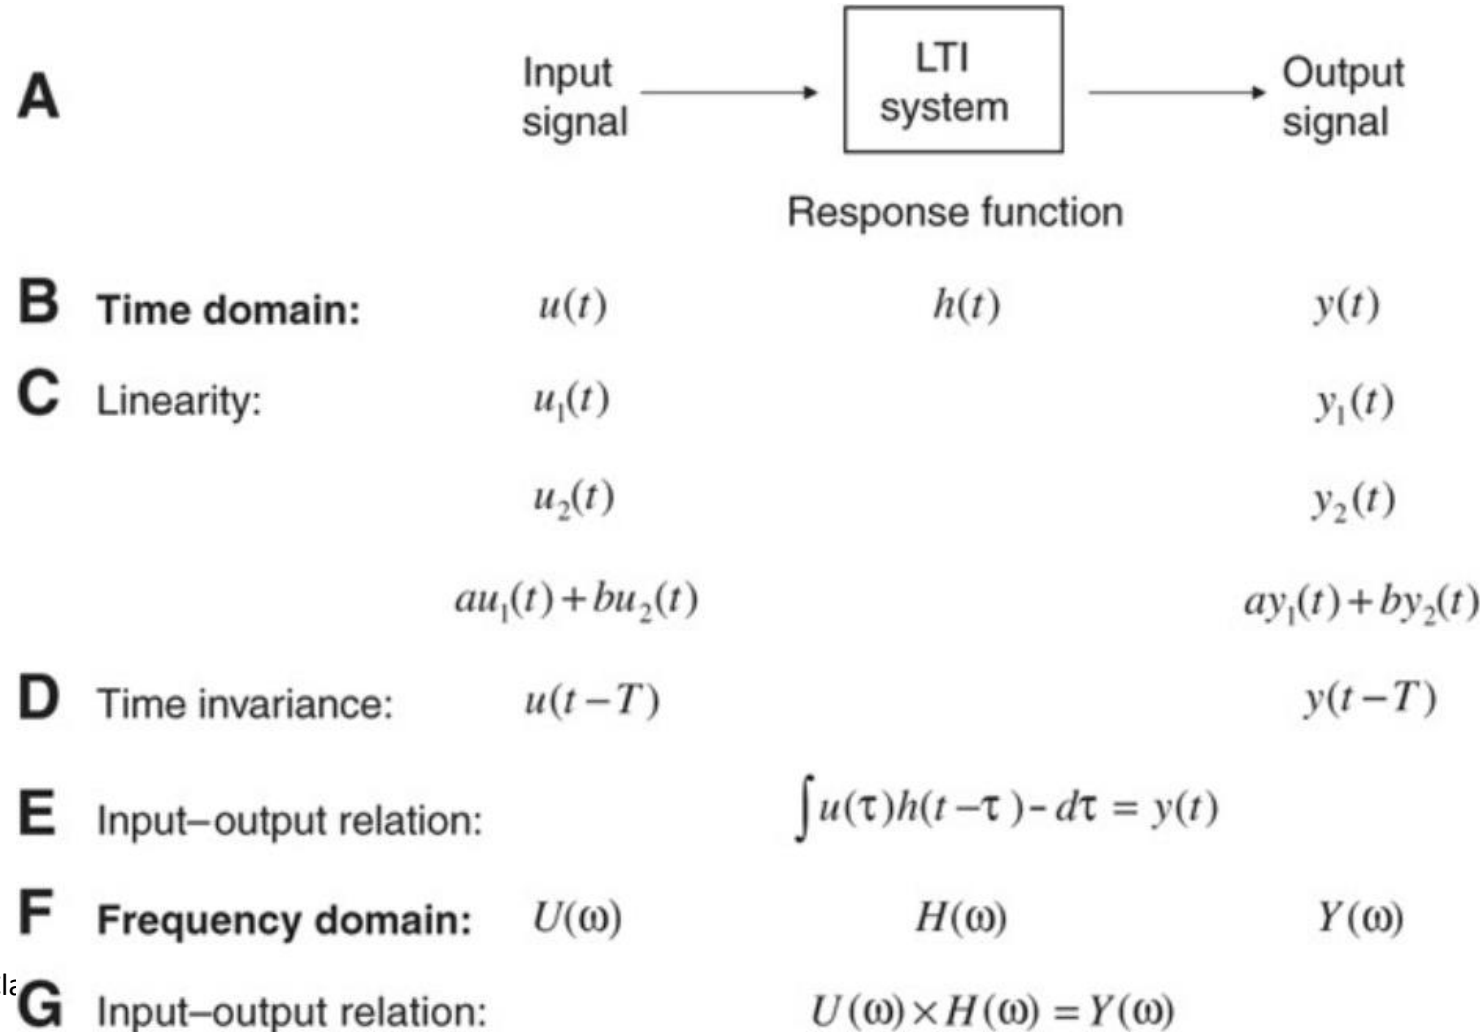 A Input signal LTI system Output signal
Response function
B Time domain: u(t) h(t) y(t)
C Linearity: u₁(t) y₁(t)
u₂(t) y₂(t)
au₁(t)+bu₂(t) ay₁(t)+by₂(t)
D Time invariance: u(t−T) y(t−T)
E Input–output relation: ∫u(τ)h(t−τ)-dτ = y(t)
F Frequency domain: U(ω) H(ω) Y(ω)
G Input–output relation: U(ω)×H(ω)=Y(ω)